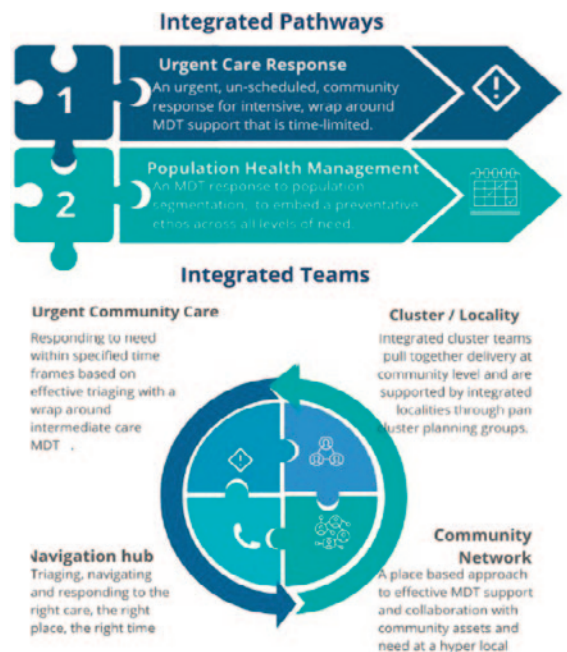 Integrated Pathways
1
Urgent Care Response
An urgent, un-scheduled, community
response for intensive, wrap around
MDT support that is time-limited.
2
Population Health Management
An MDT response to population
segmentation, to embed a preventative
ethos across all levels of need.
Integrated Teams
Urgent Community Care
Responding to need
within specified time
frames based on
effective triaging with a
wrap around
intermediate care
MDT .
Cluster / Locality
Integrated cluster teams
pull together delivery at
community level and are
supported by integrated
localities through pan
cluster planning groups.
Navigation hub
Triaging, navigating
and responding to the
right care, the right
place, the right time
Community
Network
A place based approach
to effective MDT support
and collaboration with
community assets and
need at a hyper local